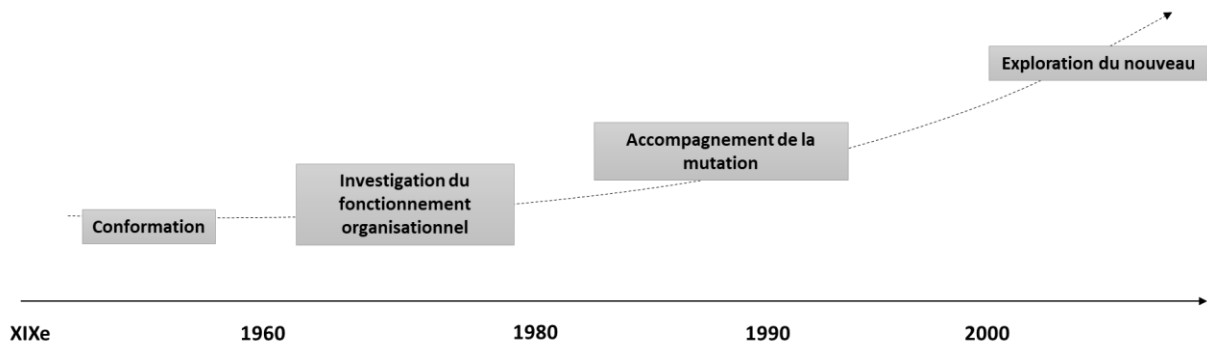 Exploration du nouveau
Accompagnement de la
mutation
Investigation du
fonctionnement
organisationnel
Conformation
XIXe 1960 1980 1990 2000